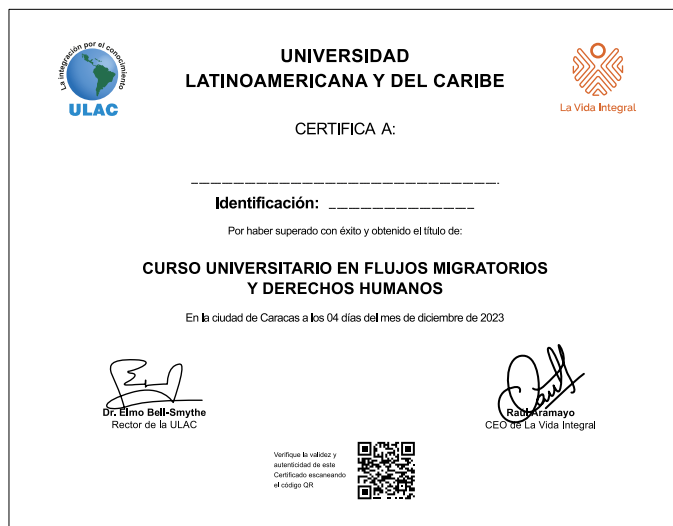 La integración por el conocimiento
ULAC
UNIVERSIDAD
LATINOAMERICANA Y DEL CARIBE
La Vida Integral
CERTIFICA A:
Identificación:
Por haber superado con éxito y obtenido el título de:
CURSO UNIVERSITARIO EN FLUJOS MIGRATORIOS
Y DERECHOS HUMANOS
En la ciudad de Caracas a los 04 días del mes de diciembre de 2023
Dr. Elmo Bell-Smythe
Rector de la ULAC
Raúl Aramayo
CEO de La Vida Integral
Verifique la validez y
autenticidad de este
Certificado escaneando
el código QR